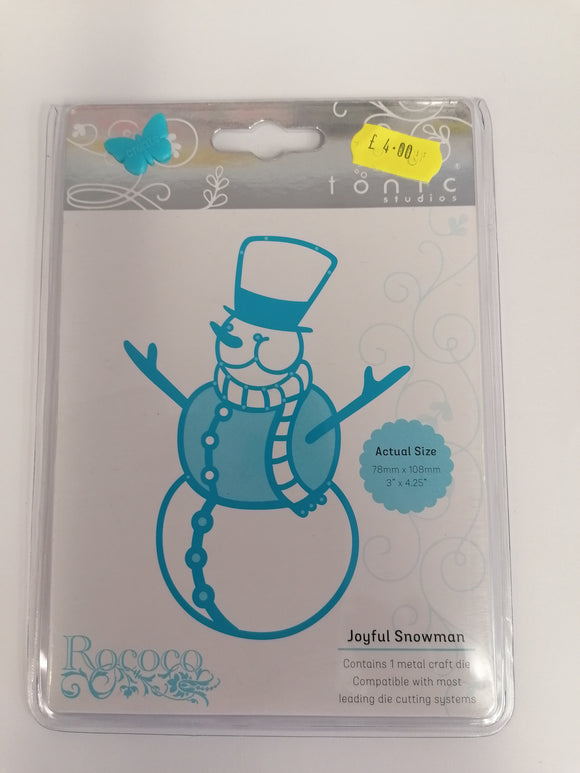 create
£ 4.00
tonic
®
studios
Actual Size
78mm x 108mm
3" x 4.25"
Joyful Snowman
Rococo
Contains 1 metal craft die
Compatible with most
leading die cutting systems